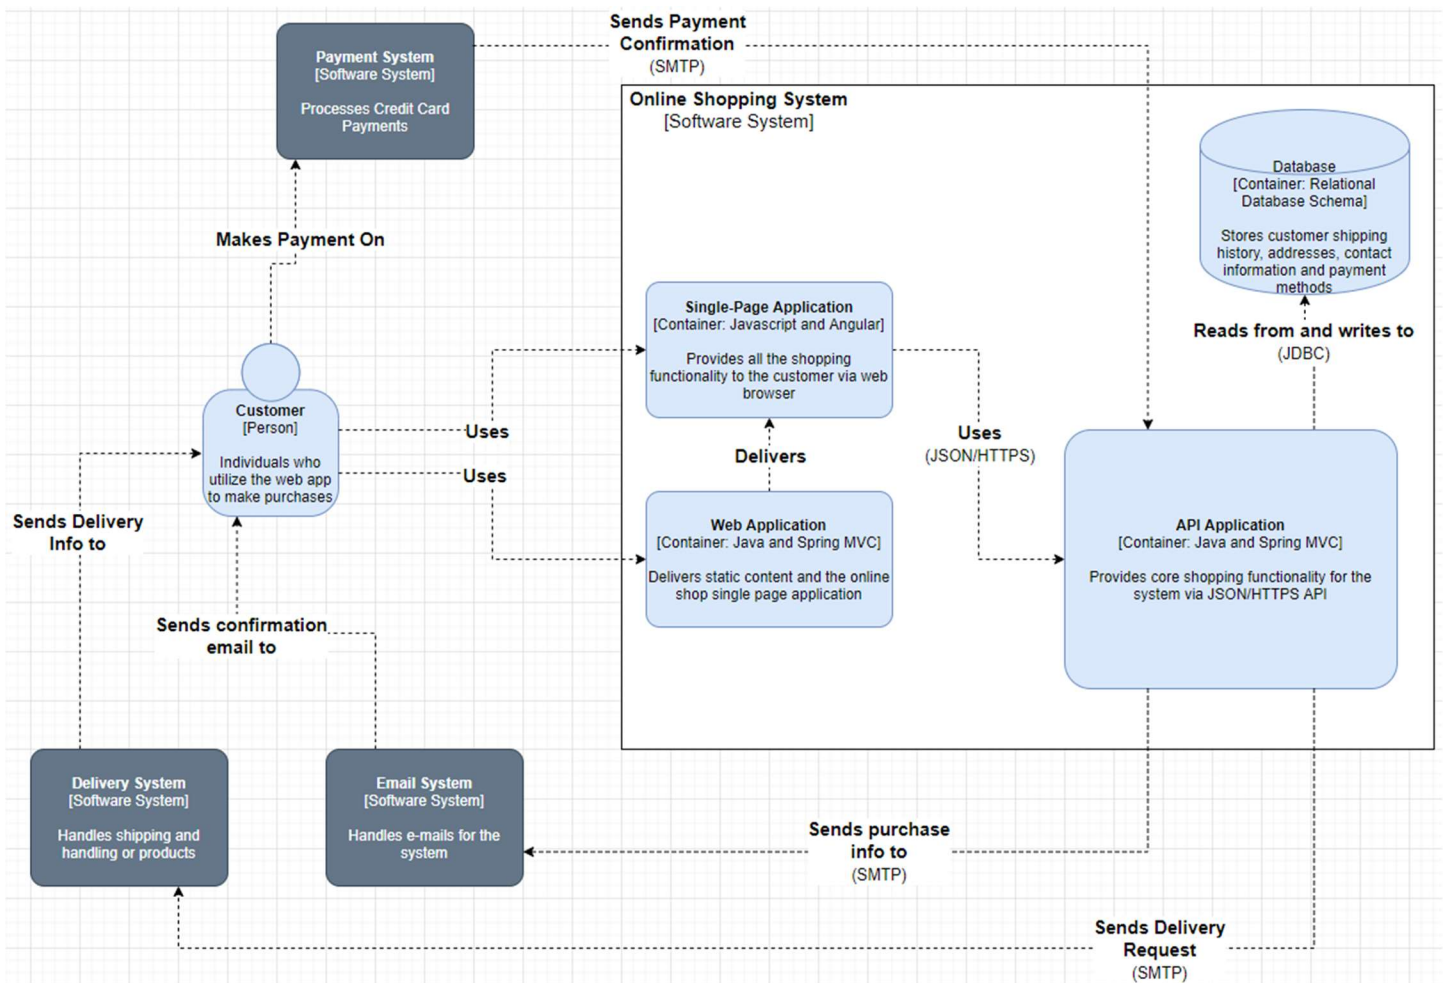 Sends Payment
Confirmation
(SMTP)
Payment System
[Software System]
Processes Credit Card
Payments
Online Shopping System
[Software System]
Database
[Container: Relational
Database Schema]
Stores customer shipping
history, addresses, contact
information and payment
methods
Makes Payment On
Single-Page Application
[Container: Javascript and Angular]
Provides all the shopping
functionality to the customer via web
browser
Reads from and writes to
(JDBC)
Customer
[Person]
Individuals who
utilize the web app
to make purchases
Uses
Uses
Delivers
Uses
(JSON/HTTPS)
Sends Delivery
Info to
Web Application
[Container: Java and Spring MVC]
Delivers static content and the online
shop single page application
API Application
[Container: Java and Spring MVC]
Provides core shopping functionality for the
system via JSON/HTTPS API
Sends confirmation
email to
Delivery System
[Software System]
Handles shipping and
handling or products
Email System
[Software System]
Handles e-mails for the
system
Sends purchase
info to
(SMTP)
Sends Delivery
Request
(SMTP)